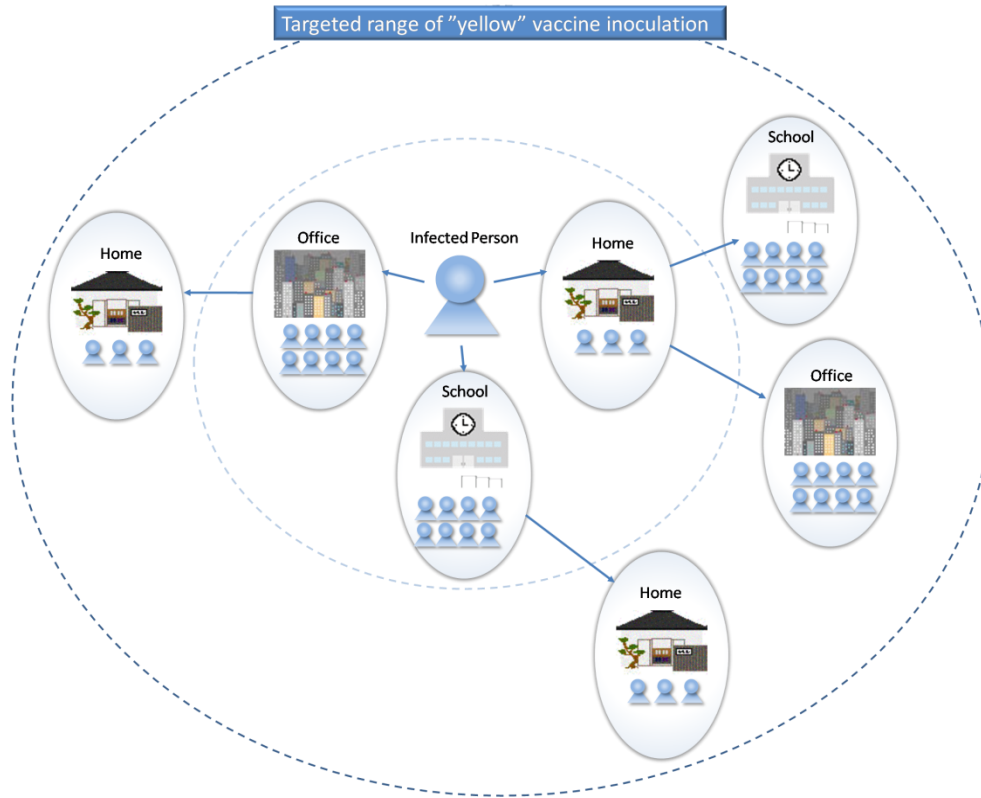 Targeted range of ”yellow” vaccine inoculation
School
Home
Office
Infected Person
Home
School
Office
Home